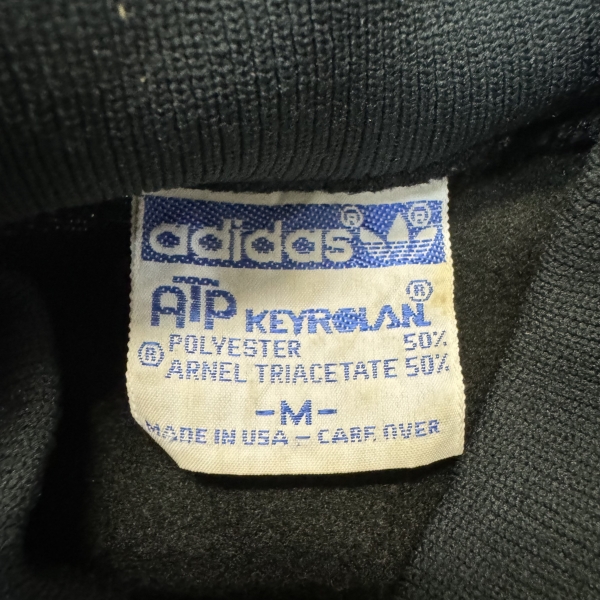 adidas® ®
ATP KEYROLAN®
POLYESTER 50%
® ARNEL TRIACETATE 50%
-M-
MADE IN USA - CARE OVER